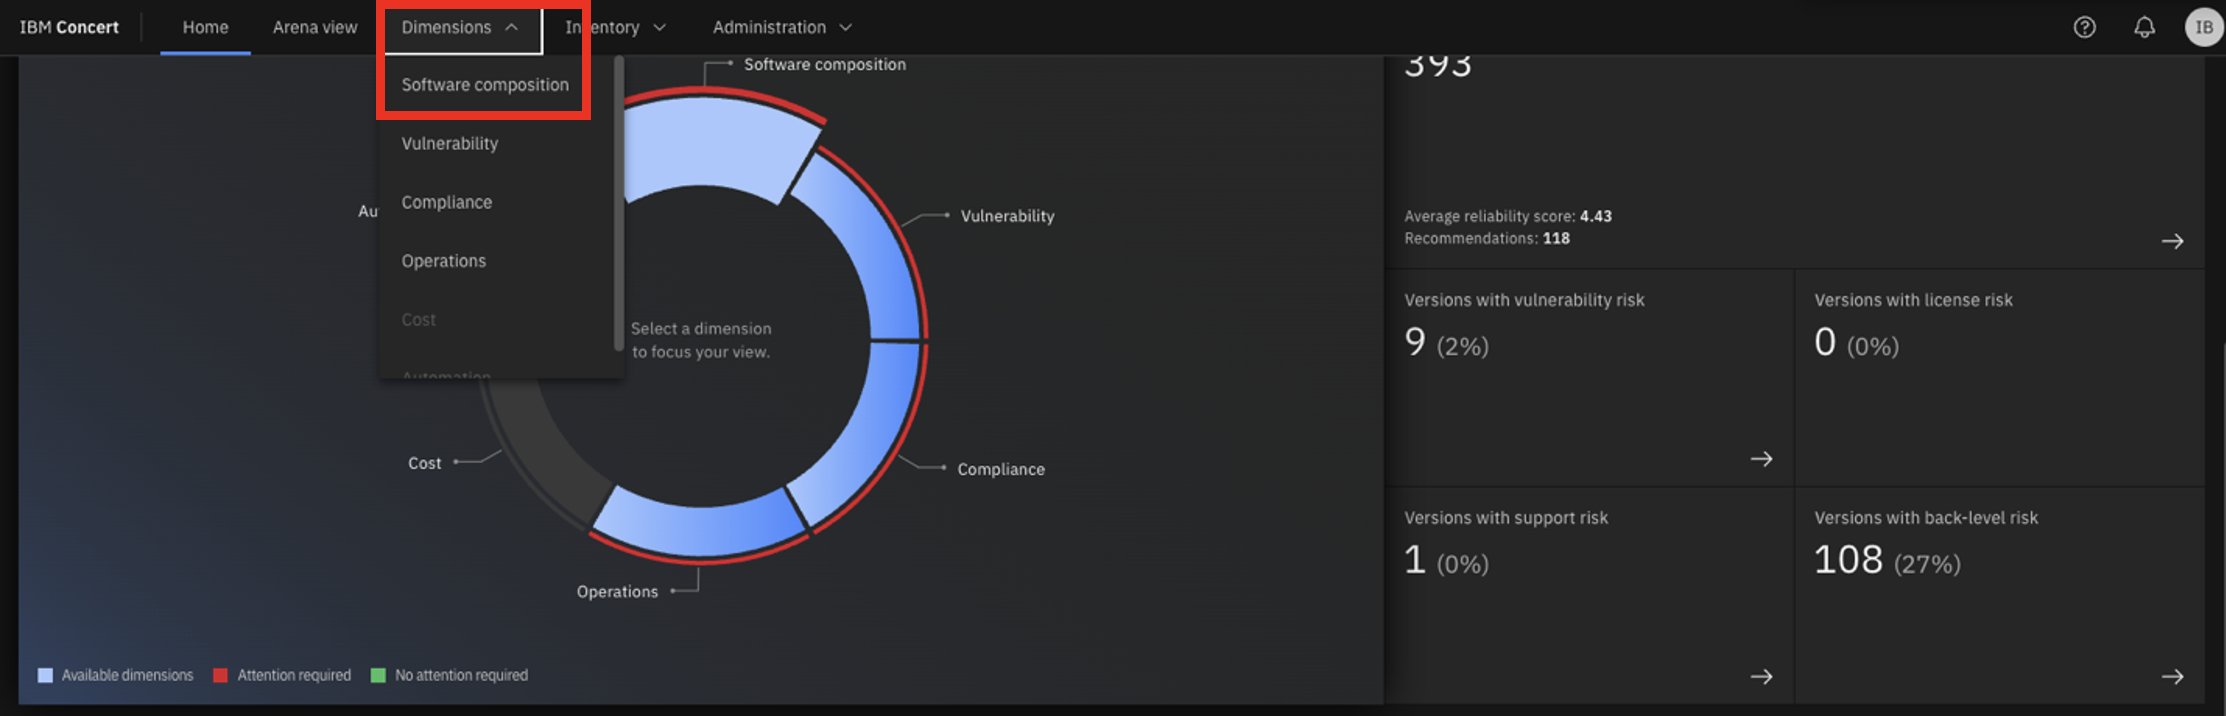 IBM Concert
Home
Arena view
Dimensions
Inventory
Administration
IB
Software composition
Vulnerability
Compliance
Operations
Cost
Automation
Software composition
Vulnerability
Compliance
Operations
Cost
Au
Select a dimension
to focus your view.
Available dimensions
Attention required
No attention required
393
Average reliability score: 4.43
Recommendations: 118
Versions with vulnerability risk
9 (2%)
Versions with license risk
0 (0%)
Versions with support risk
1 (0%)
Versions with back-level risk
108 (27%)